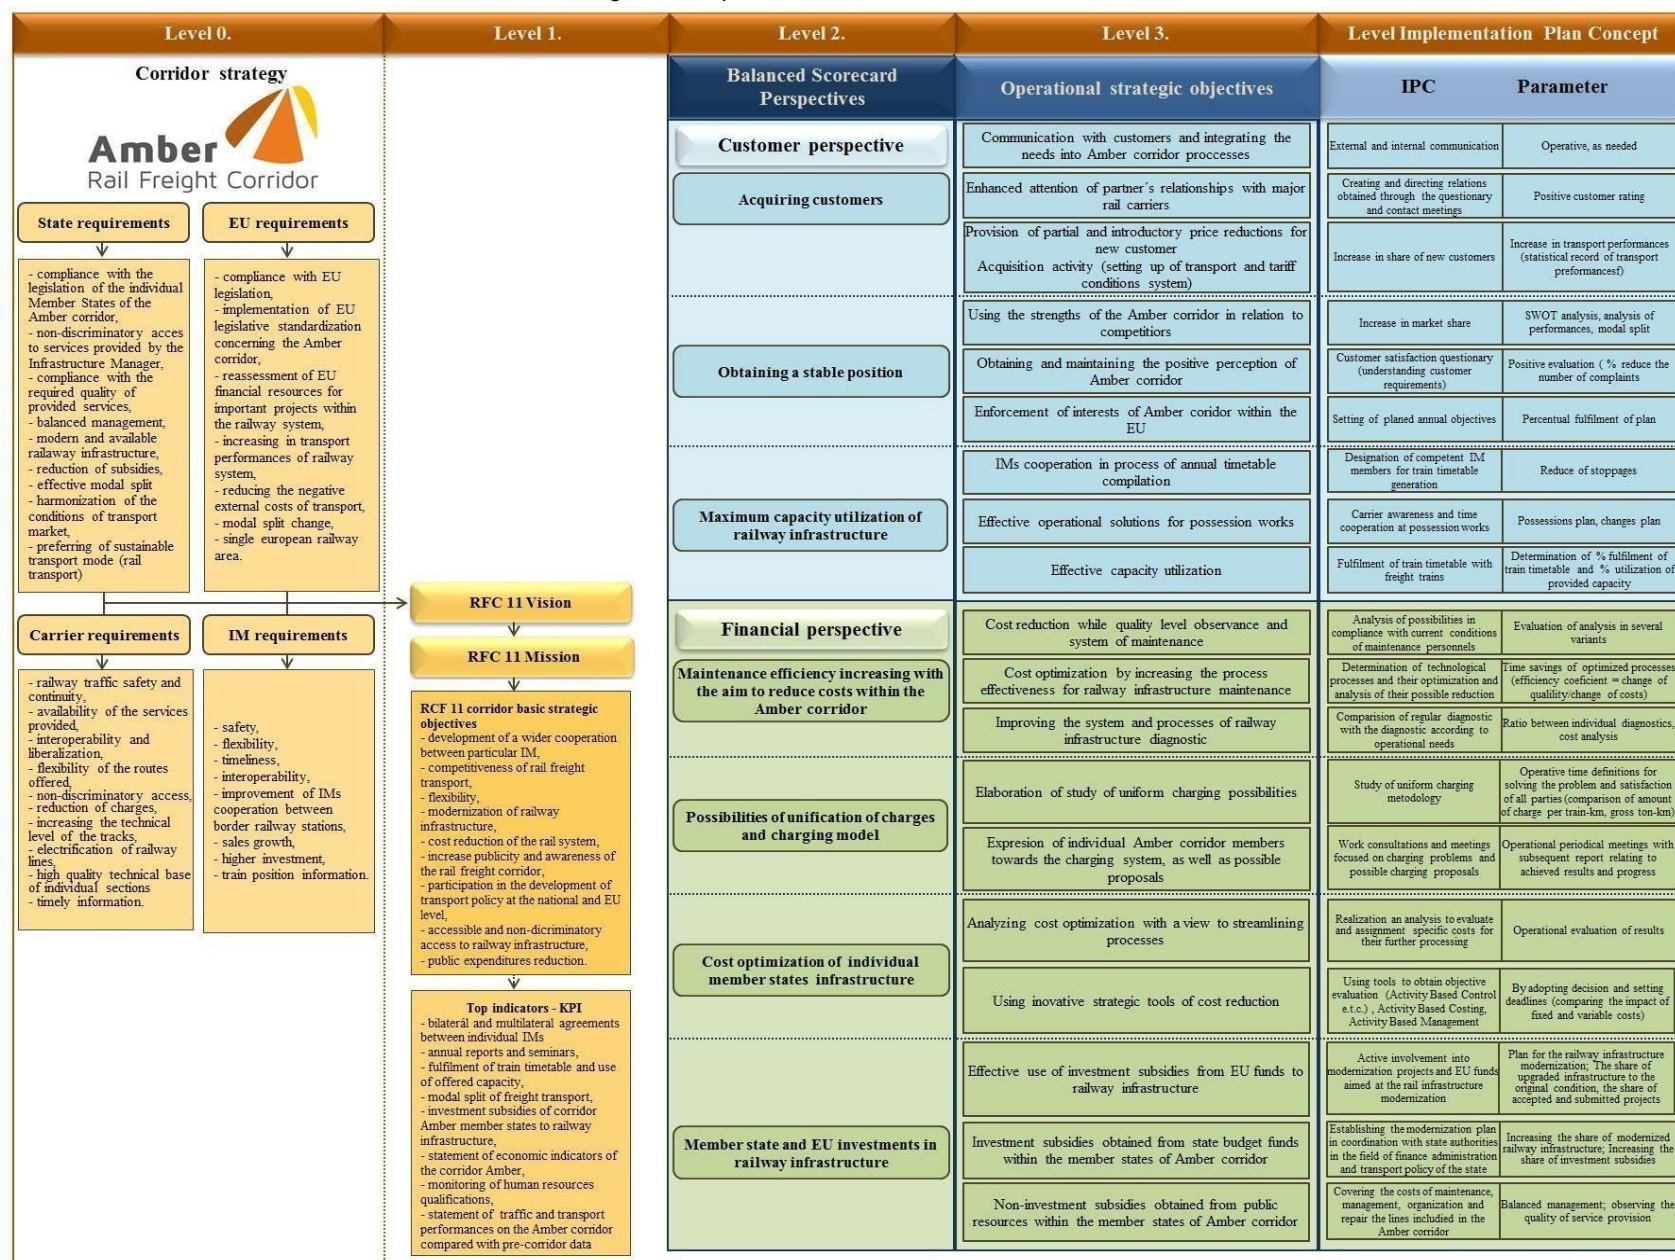 Level 0.
Level 1.
Level 2.
Level 3.
Level Implementation Plan Concept
Corridor strategy
Amber
Rail Freight Corridor
State requirements
- compliance with the
legislation of the individual
Member States of the
Amber corridor,
- non-discriminatory acces
to services provided by the
Infrastructure Manager,
- compliance with the
required quality of
provided services,
- balanced management,
- modern and available
railaway infrastructure,
- reduction of subsidies,
- effective modal split
- harmonization of the
conditions of transport
market,
- preferring of sustainable
transport mode (rail
transport)
EU requirements
- compliance with EU
legislation,
- implementation of EU
legislative standardization
concerning the Amber
corridor,
- reassessment of EU
financial resources for
important projects within
the railway system,
- increasing in transport
performances of railway
system,
- reducing the negative
external costs of transport,
- modal split change,
- single european railway
area.
Carrier requirements
- railway traffic safety and
continuity,
- availability of the services
provided,
- interoperability and
liberalization,
- flexibility of the routes
offered,
- non-discriminatory access,
- reduction of charges,
- increasing the technical
level of the tracks,
- electrification of railway
lines,
- high quality technical base
of individual sections
- timely information.
IM requirements
- safety,
- flexibility,
- timeliness,
- interoperability,
- improvement of IMs
cooperation between
border railway stations,
- sales growth,
- higher investment,
- train position information.
RFC 11 Vision
RFC 11 Mission
RCF 11 corridor basic strategic
objectives
- development of a wider cooperation
between particular IM,
- competitiveness of rail freight
transport,
- flexibility,
- modernization of railway
infrastructure,
- cost reduction of the rail system,
- increase publicity and awareness of
the rail freight corridor,
- participation in the development of
transport policy at the national and EU
level,
- accessible and non-dicriminatory
access to railway infrastructure,
- public expenditures reduction.
Top indicators - KPI
- bilaterál and multilateral agreements
between individual IMs
- annual reports and seminars,
- fulfilment of train timetable and use
of offered capacity,
- modal split of freight transport,
- investment subsidies of corridor
Amber member states to railway
infrastructure,
- statement of economic indicators of
the corridor Amber,
- monitoring of human resources
qualifications,
- statement of traffic and transport
performances on the Amber corridor
compared with pre-corridor data
Balanced Scorecard
Perspectives
Operational strategic objectives
IPC
Parameter
Customer perspective
Communication with customers and integrating the
needs into Amber corridor proccesses
External and internal communication
Operative, as needed
Acquiring customers
Enhanced attention of partner´s relationships with major
rail carriers
Creating and directing relations
obtained through the questionary
and contact meetings
Positive customer rating
Provision of partial and introductory price reductions for
new customer
Acquisition activity (setting up of transport and tariff
conditions system)
Increase in share of new customers
Increase in transport performances
(statistical record of transport
preformancesf)
Using the strengths of the Amber corridor in relation to
competitiors
Increase in market share
SWOT analysis, analysis of
performances, modal split
Obtaining a stable position
Obtaining and maintaining the positive perception of
Amber corridor
Customer satisfaction questionary
(understanding customer
requirements)
Positive evaluation ( % reduce the
number of complaints
Enforcement of interests of Amber coridor within the
EU
Setting of planed annual objectives
Percentual fulfilment of plan
IMs cooperation in process of annual timetable
compilation
Designation of competent IM
members for train timetable
generation
Reduce of stoppages
Maximum capacity utilization of
railway infrastructure
Effective operational solutions for possession works
Carrier awareness and time
cooperation at possession works
Possessions plan, changes plan
Effective capacity utilization
Fulfilment of train timetable with
freight trains
Determination of % fulfilment of
train timetable and % utilization of
provided capacity
Financial perspective
Cost reduction while quality level observance and
system of maintenance
Analysis of possibilities in
compliance with current conditions
of maintenance personnels
Evaluation of analysis in several
variants
Maintenance efficiency increasing with
the aim to reduce costs within the
Amber corridor
Cost optimization by increasing the process
effectiveness for railway infrastructure maintenance
Determination of technological
processes and their optimization and
analysis of their possible reduction
Time savings of optimized processes
(efficiency coeficient = change of
qualility/change of costs)
Improving the system and processes of railway
infrastructure diagnostic
Comparision of regular diagnostic
with the diagnostic according to
operational needs
Ratio between individual diagnostics,
cost analysis
Possibilities of unification of charges
and charging model
Elaboration of study of uniform charging possibilities
Study of uniform charging
metodology
Operative time definitions for
solving the problem and satisfaction
of all parties (comparison of amount
of charge per train-km, gross ton-km)
Expresion of individual Amber corridor members
towards the charging system, as well as possible
proposals
Work consultations and meetings
focused on charging problems and
possible charging proposals
Operational periodical meetings with
subsequent report relating to
achieved results and progress
Cost optimization of individual
member states infrastructure
Analyzing cost optimization with a view to streamlining
processes
Realization an analysis to evaluate
and assignment specific costs for
their further processing
Operational evaluation of results
Using inovative strategic tools of cost reduction
Using tools to obtain objective
evaluation (Activity Based Control
e.t.c.) , Activity Based Costing,
Activity Based Management
By adopting decision and setting
deadlines (comparing the impact of
fixed and variable costs)
Member state and EU investments in
railway infrastructure
Effective use of investment subsidies from EU funds to
railway infrastructure
Active involvement into
modernization projects and EU funds
aimed at the rail infrastructure
modernization
Plan for the railway infrastructure
modernization; The share of
upgraded infrastructure to the
original condition, the share of
accepted and submitted projects
Investment subsidies obtained from state budget funds
within the member states of Amber corridor
Establishing the modernization plan
in coordination with state authorities
in the field of finance administration
and transport policy of the state
Increasing the share of modernized
railway infrastructure; Increasing the
share of investment subsidies
Non-investment subsidies obtained from public
resources within the member states of Amber corridor
Covering the costs of maintenance,
management, organization and
repair the lines included in the
Amber corridor
Balanced management; observing the
quality of service provision